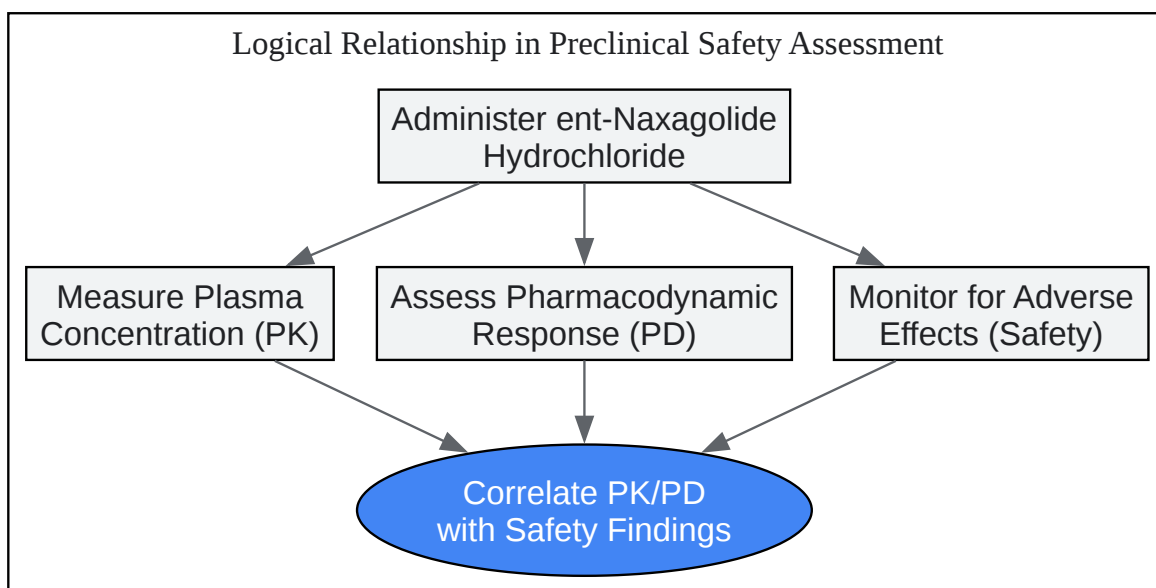 Logical Relationship in Preclinical Safety Assessment
Administer ent-Naxagolide
Hydrochloride
Measure Plasma
Concentration (PK)
Assess Pharmacodynamic
Response (PD)
Monitor for Adverse
Effects (Safety)
Correlate PK/PD
with Safety Findings